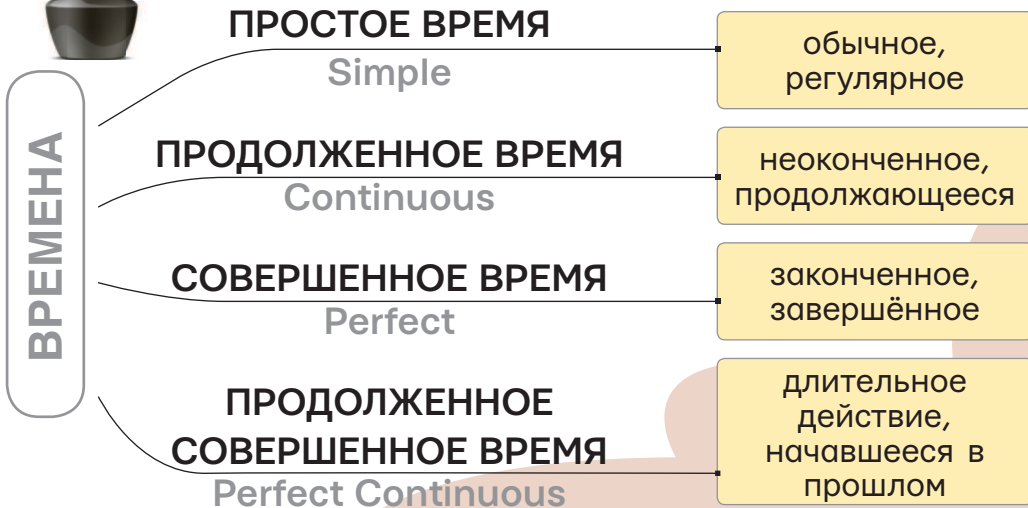 ВРЕМЕНА
ПРОСТОЕ ВРЕМЯ
Simple
обычное,
регулярное
ПРОДОЛЖЕННОЕ ВРЕМЯ
Continuous
неоконченное,
продолжающееся
СОВЕРШЕННОЕ ВРЕМЯ
Perfect
законченное,
завершённое
ПРОДОЛЖЕННОЕ
СОВЕРШЕННОЕ ВРЕМЯ
Perfect Continuous
длительное
действие,
начавшееся в
прошлом